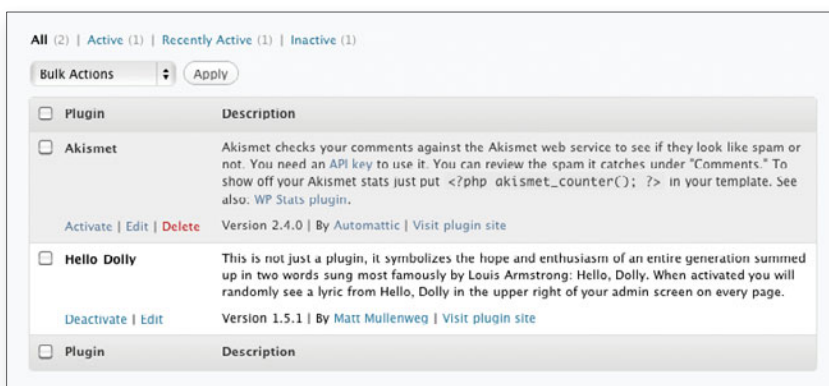 All (2) | Active (1) | Recently Active (1) | Inactive (1)
Bulk Actions Apply
Plugin Description
Akismet Akismet checks your comments against the Akismet web service to see if they look like spam or
not. You need an API key to use it. You can review the spam it catches under "Comments." To
show off your Akismet stats just put <?php akismet_counter(); ?> in your template. See
also: WP Stats plugin.
Activate | Edit | Delete Version 2.4.0 | By Automattic | Visit plugin site
Hello Dolly This is not just a plugin, it symbolizes the hope and enthusiasm of an entire generation summed
up in two words sung most famously by Louis Armstrong: Hello, Dolly. When activated you will
randomly see a lyric from Hello, Dolly in the upper right of your admin screen on every page.
Deactivate | Edit Version 1.5.1 | By Matt Mullenweg | Visit plugin site
Plugin Description